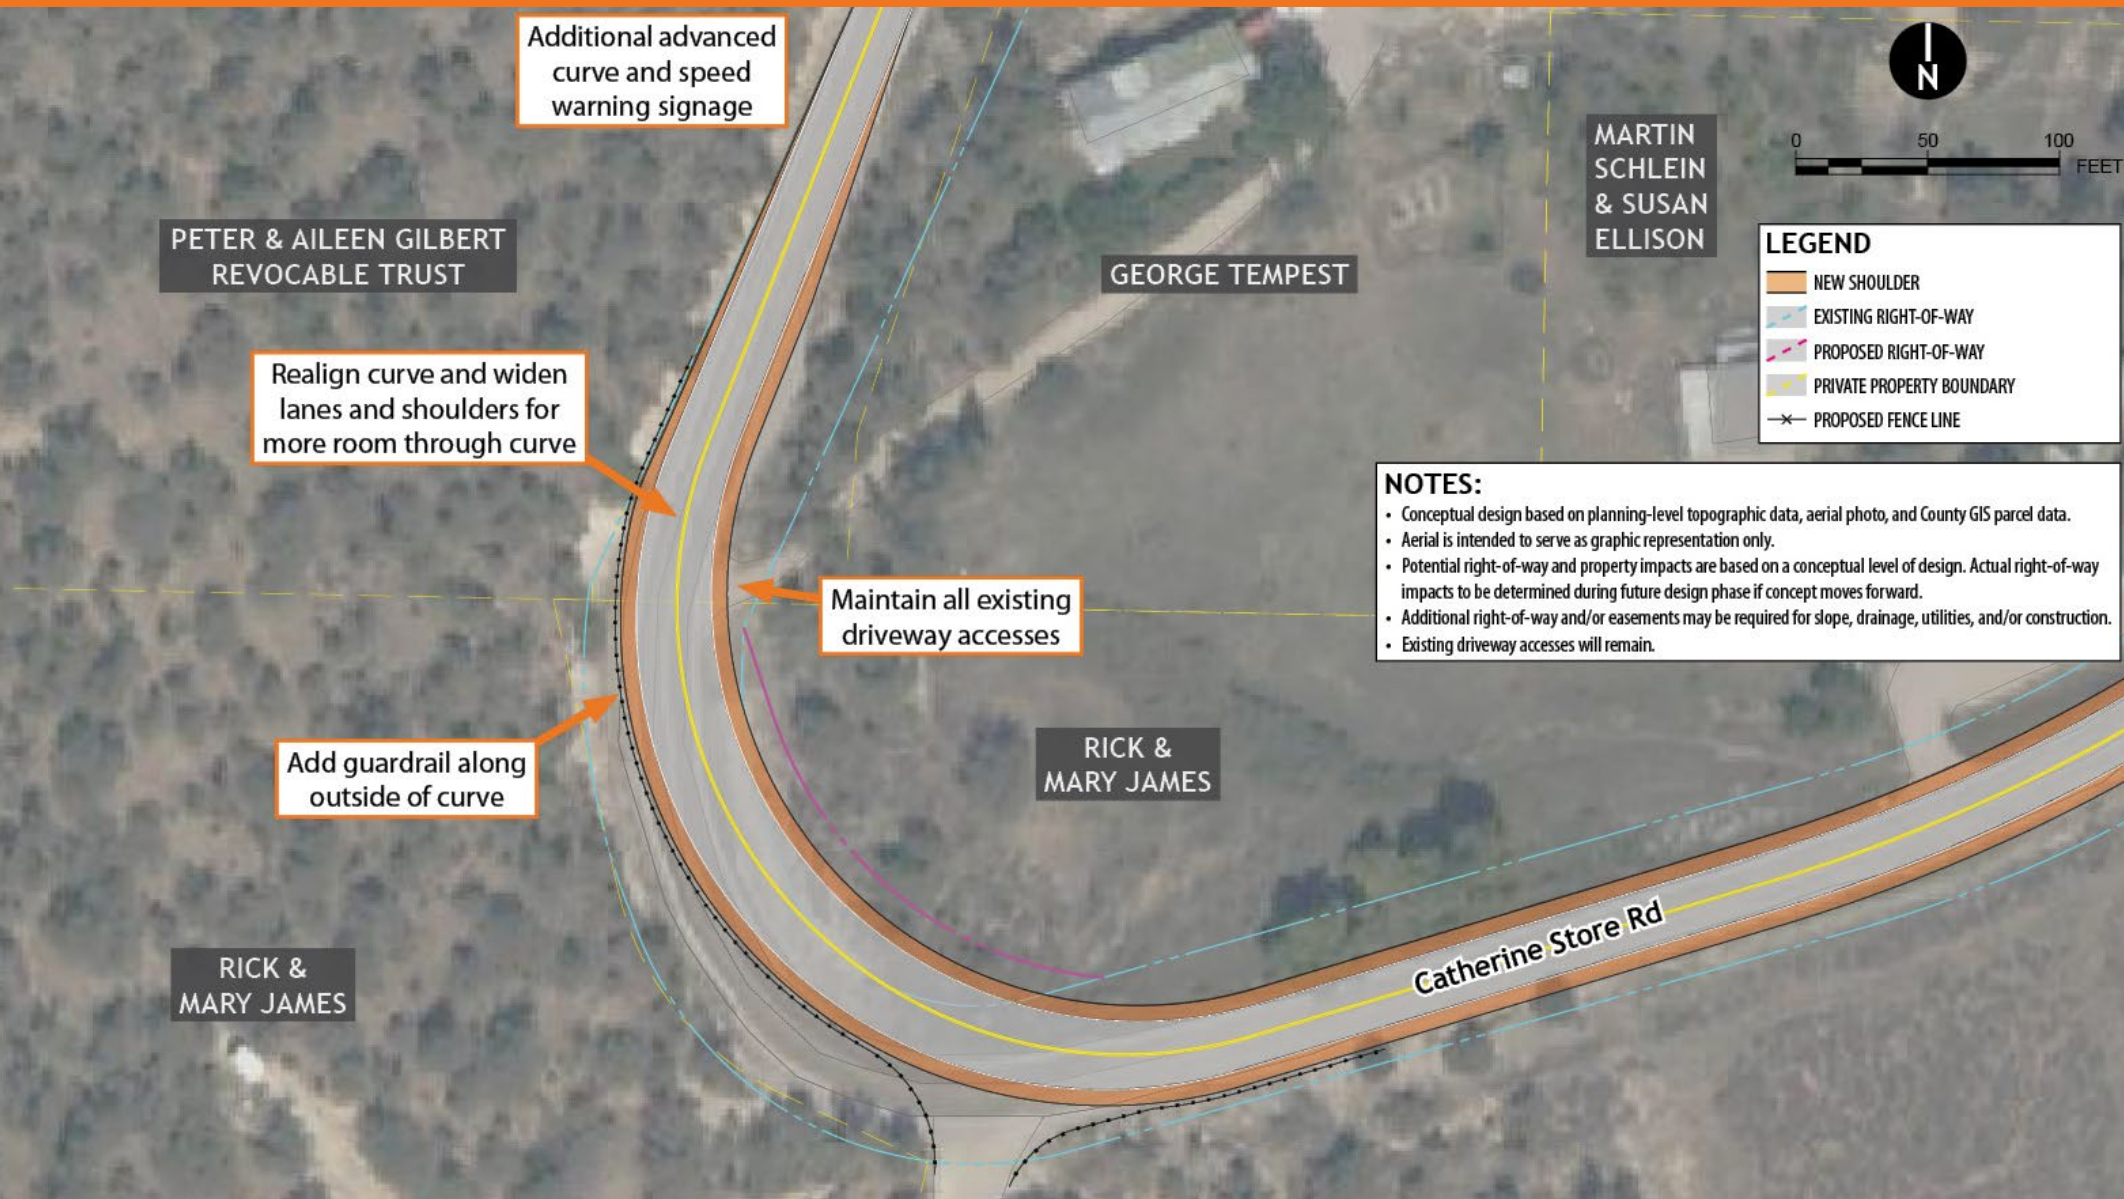 Additional advanced
curve and speed
warning signage
N
0 50 100
FEET
MARTIN
SCHLEIN
& SUSAN
ELLISON
PETER & AILEEN GILBERT
REVOCABLE TRUST
GEORGE TEMPEST
LEGEND
NEW SHOULDER
EXISTING RIGHT-OF-WAY
PROPOSED RIGHT-OF-WAY
PRIVATE PROPERTY BOUNDARY
PROPOSED FENCE LINE
Realign curve and widen
lanes and shoulders for
more room through curve
NOTES:
• Conceptual design based on planning-level topographic data, aerial photo, and County GIS parcel data.
• Aerial is intended to serve as graphic representation only.
• Potential right-of-way and property impacts are based on a conceptual level of design. Actual right-of-way
impacts to be determined during future design phase if concept moves forward.
• Additional right-of-way and/or easements may be required for slope, drainage, utilities, and/or construction.
• Existing driveway accesses will remain.
Maintain all existing
driveway accesses
Add guardrail along
outside of curve
RICK &
MARY JAMES
Catherine Store Rd
RICK &
MARY JAMES